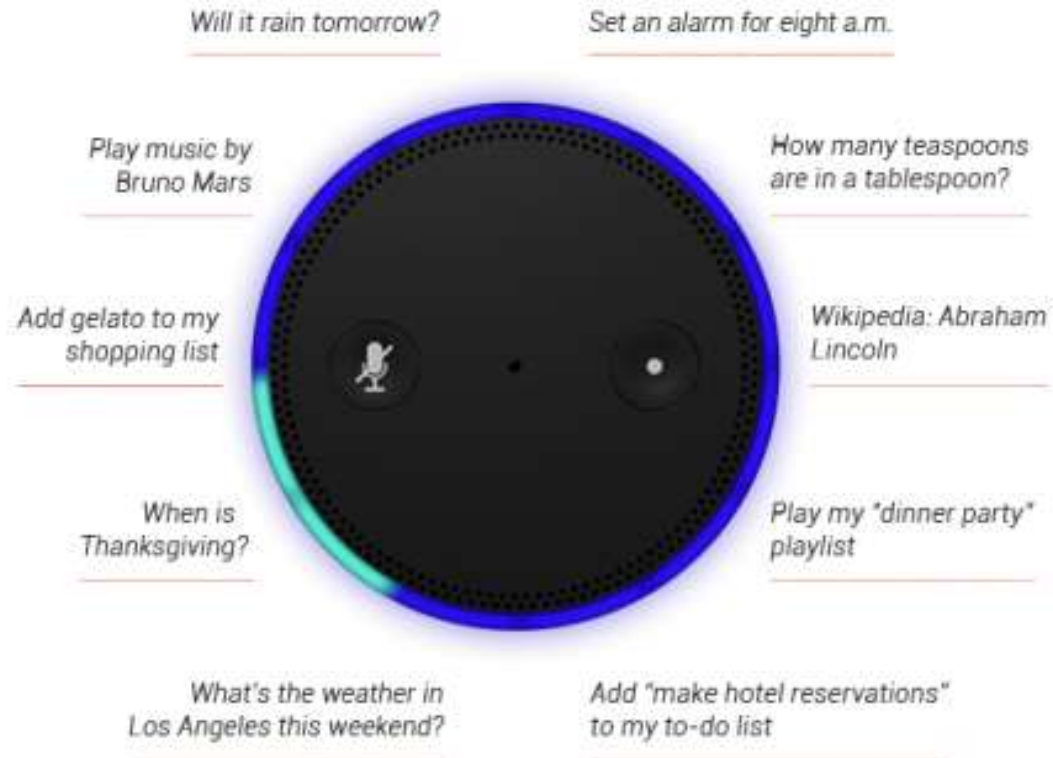 Will it rain tomorrow?
Set an alarm for eight a.m.
Play music by
Bruno Mars
How many teaspoons
are in a tablespoon?
Add gelato to my
shopping list
Wikipedia: Abraham
Lincoln
When is
Thanksgiving?
Play my "dinner party"
playlist
What's the weather in
Los Angeles this weekend?
Add "make hotel reservations"
to my to-do list